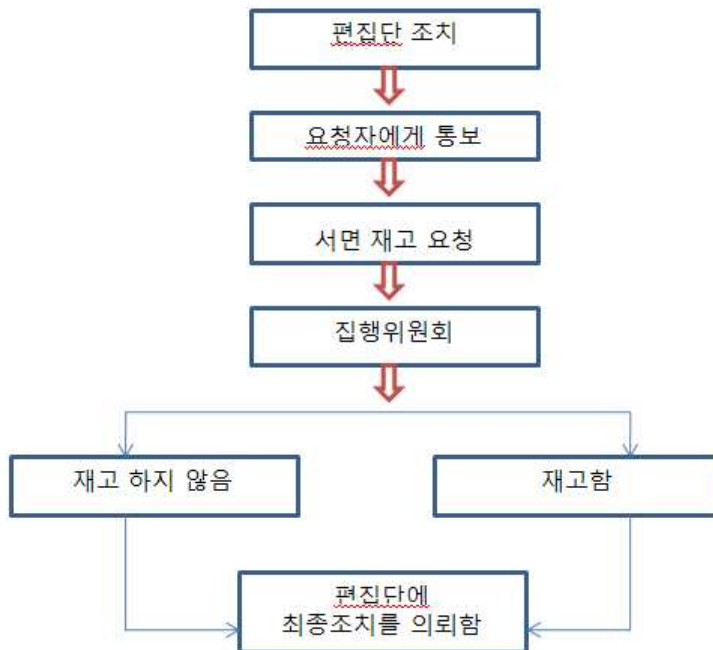 편집단 조치
요청자에게 통보
서면 재고 요청
집행위원회
재고 하지 않음
재고함
편집단에
최종조치를 의뢰함